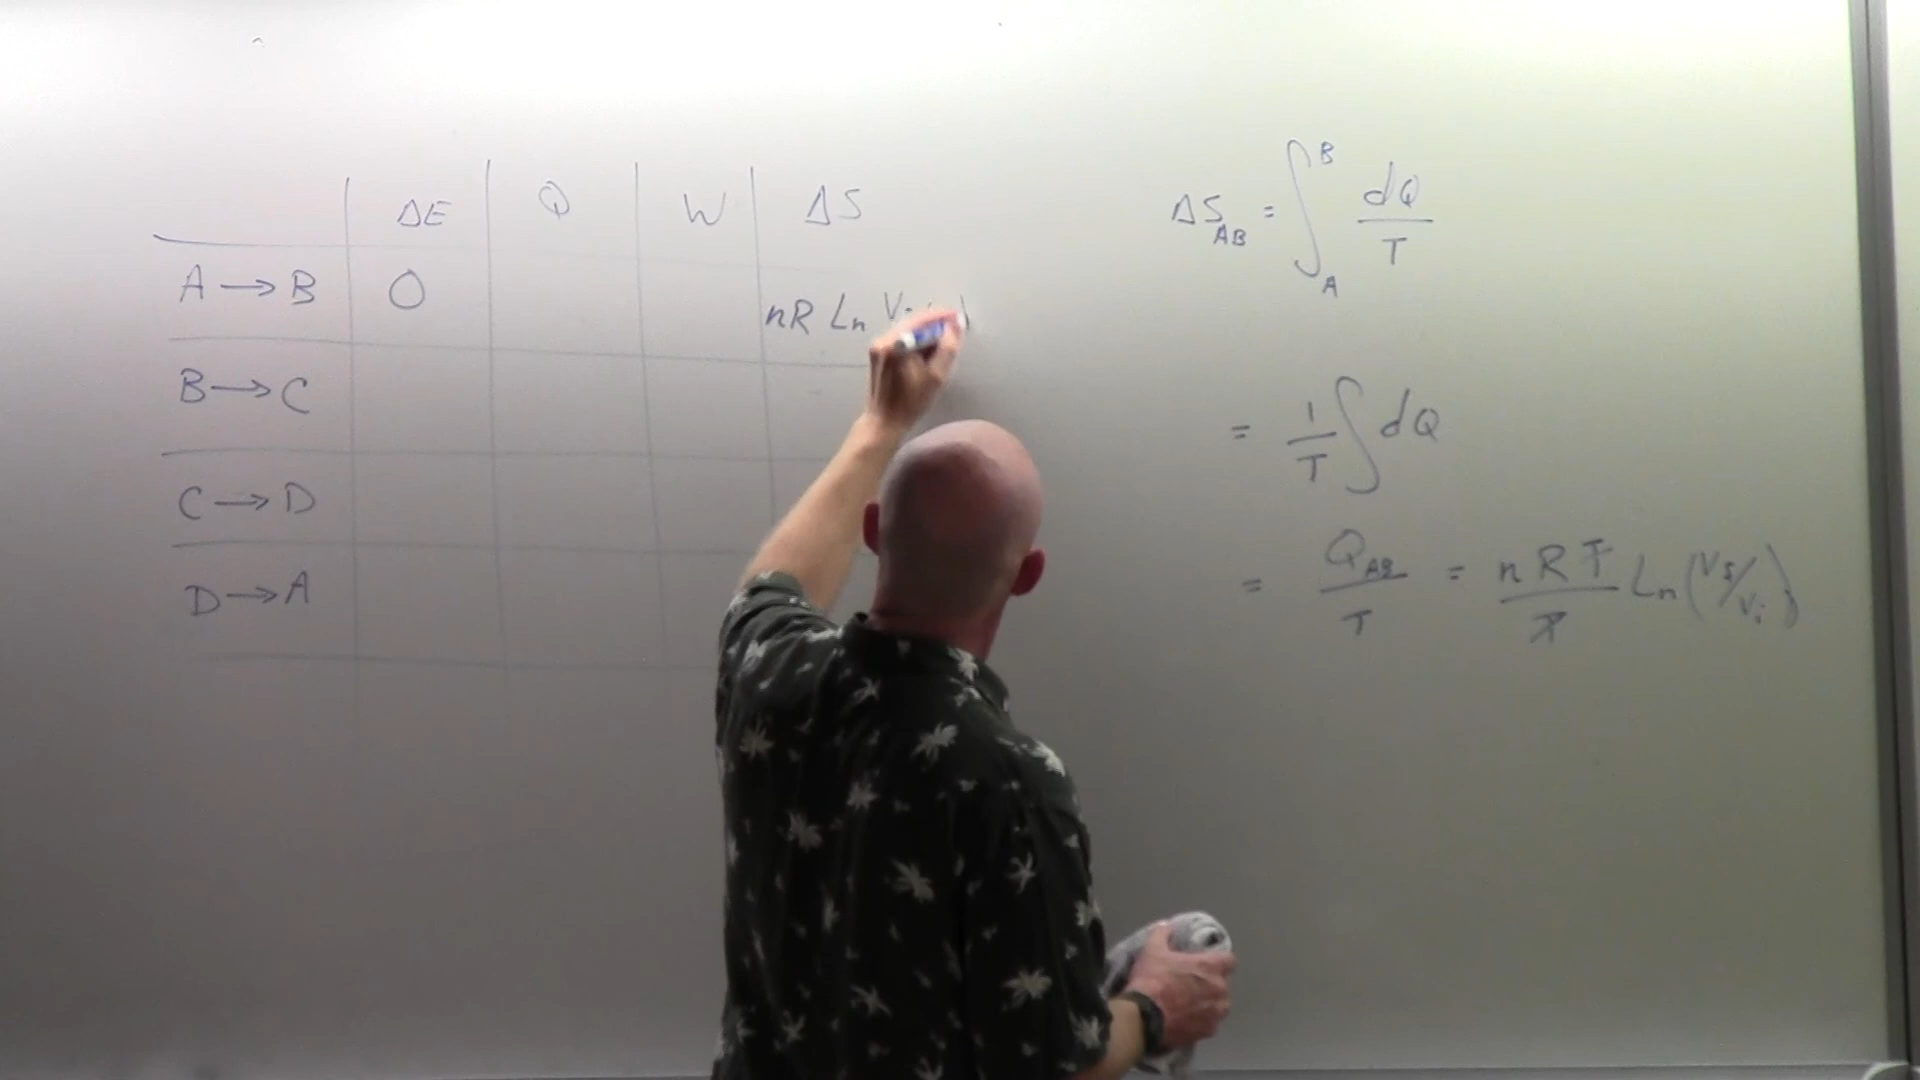 ΔE Q W ΔS
A → B 0 nR Ln
B → C
C → D
D → A
ΔS_AB = ∫_A^B dQ/T
= 1/T ∫ dQ
= Q_AB/T = nRT/T Ln (V_f/V_i)